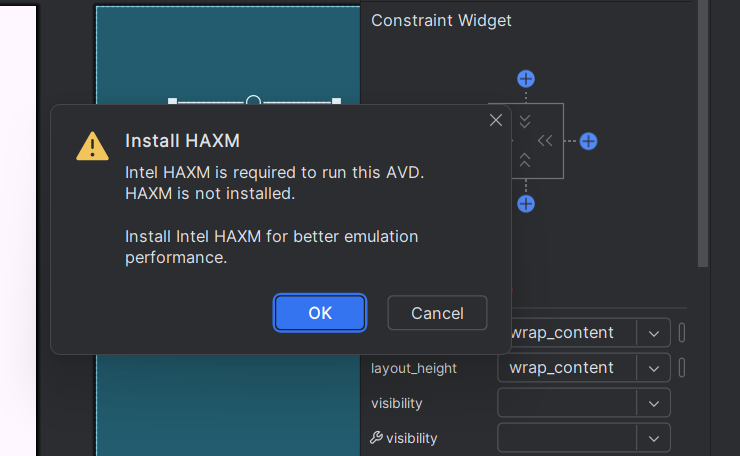 Constraint Widget
Install HAXM
Intel HAXM is required to run this AVD.
HAXM is not installed.
Install Intel HAXM for better emulation
performance.
OK
Cancel
wrap_content
layout_height
wrap_content
visibility
visibility